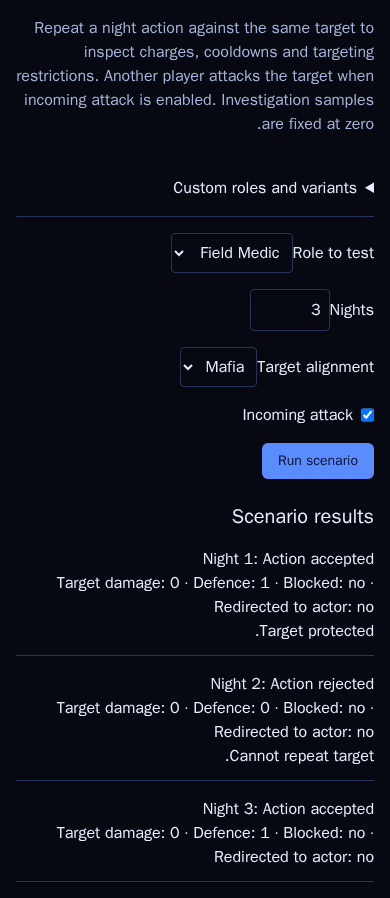 Repeat a night action against the same target to
inspect charges, cooldowns and targeting
restrictions. Another player attacks the target when
incoming attack is enabled. Investigation samples
are fixed at zero.
Custom roles and variants
Role to test Field Medic
Nights 3
Target alignment Mafia
Incoming attack
Run scenario
Scenario results
Night 1: Action accepted
Target damage: 0 · Defence: 1 · Blocked: no ·
Redirected to actor: no
Target protected.
Night 2: Action rejected
Target damage: 0 · Defence: 0 · Blocked: no ·
Redirected to actor: no
Cannot repeat target.
Night 3: Action accepted
Target damage: 0 · Defence: 1 · Blocked: no ·
Redirected to actor: no